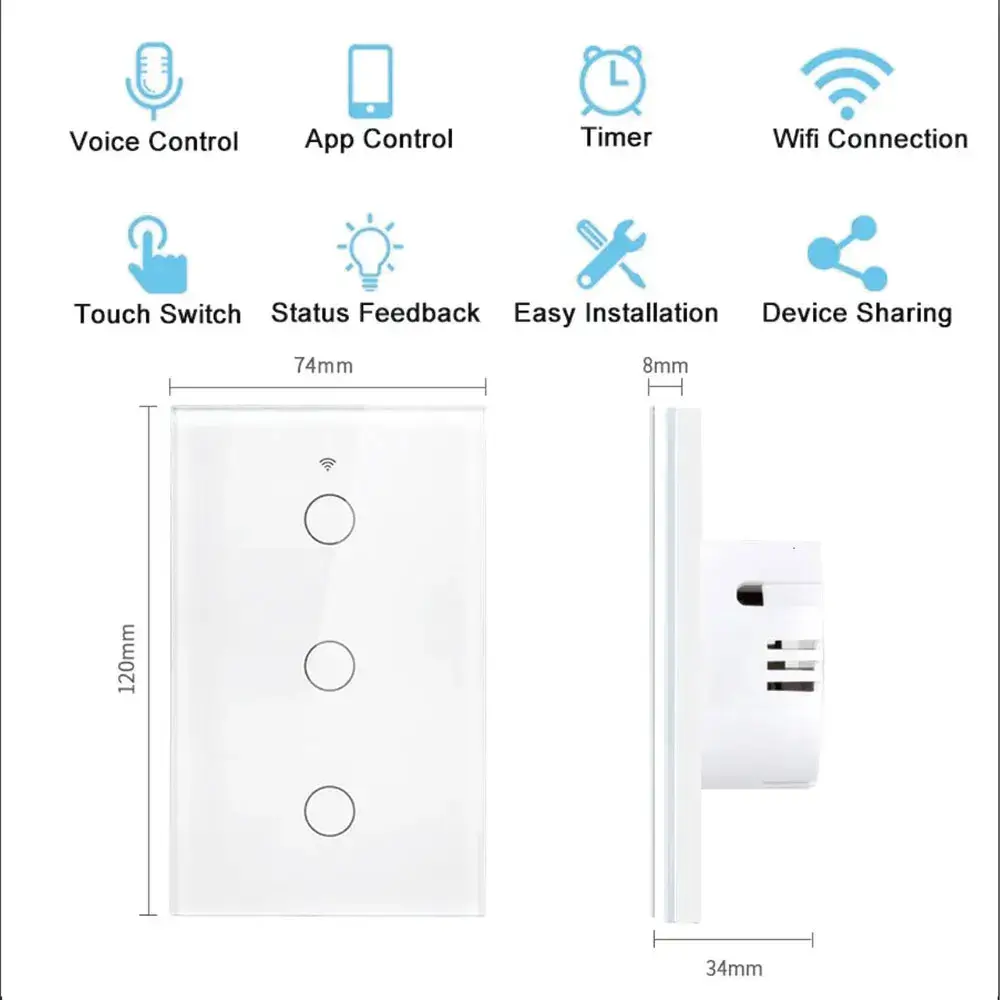 Voice Control
App Control
Timer
Wifi Connection
Touch Switch
Status Feedback
Easy Installation
Device Sharing
74mm
8mm
120mm
34mm